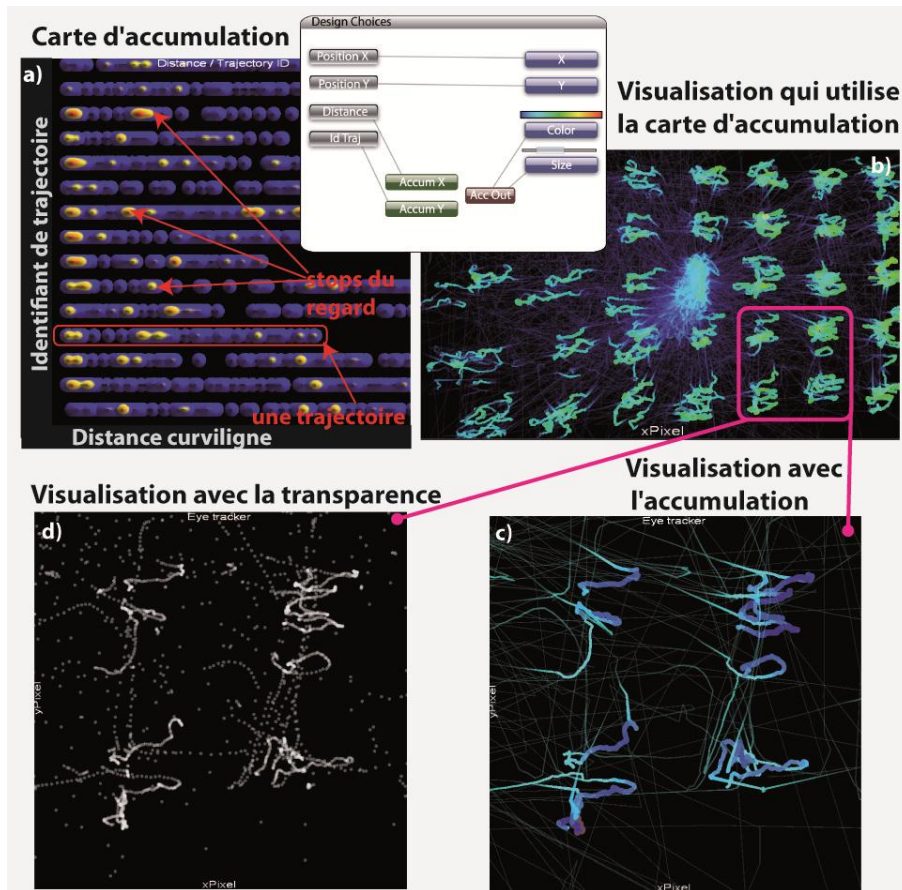 Design Choices
Position X
X
Position Y
Y
Distance
Color
Id Traj
Size
Accum X
Acc Out
Accum Y
Carte d'accumulation
a)
Distance / Trajectory ID
Identifiant de trajectoire
stops du
regard
une trajectoire
Distance curviligne
Visualisation qui utilise
la carte d'accumulation
b)
xPixel
Visualisation avec la transparence
d)
Eye tracker
yPixel
xPixel
Visualisation avec
l'accumulation
c)
Eye tracker
yPixel
xPixel